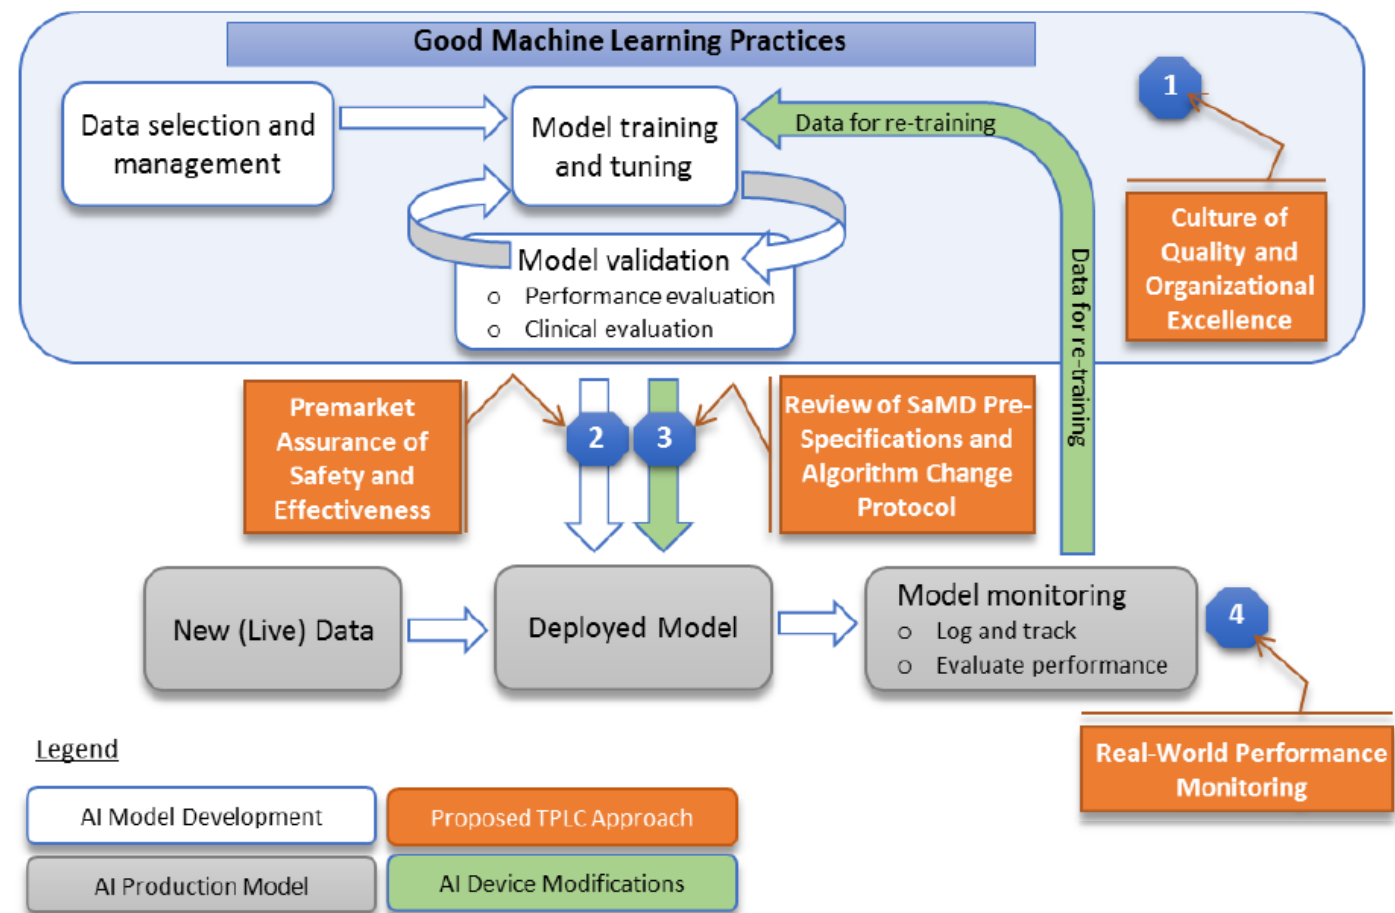 Good Machine Learning Practices
1
Data selection and
management
Model training
and tuning
Data for re-training
Data for re-training
Model validation
o Performance evaluation
o Clinical evaluation
Culture of
Quality and
Organizational
Excellence
Premarket
Assurance of
Safety and
Effectiveness
2
3
Review of SaMD Pre-
Specifications and
Algorithm Change
Protocol
New (Live) Data
Deployed Model
Model monitoring
o Log and track
o Evaluate performance
4
Real-World Performance
Monitoring
Legend
AI Model Development
Proposed TPLC Approach
AI Production Model
AI Device Modifications